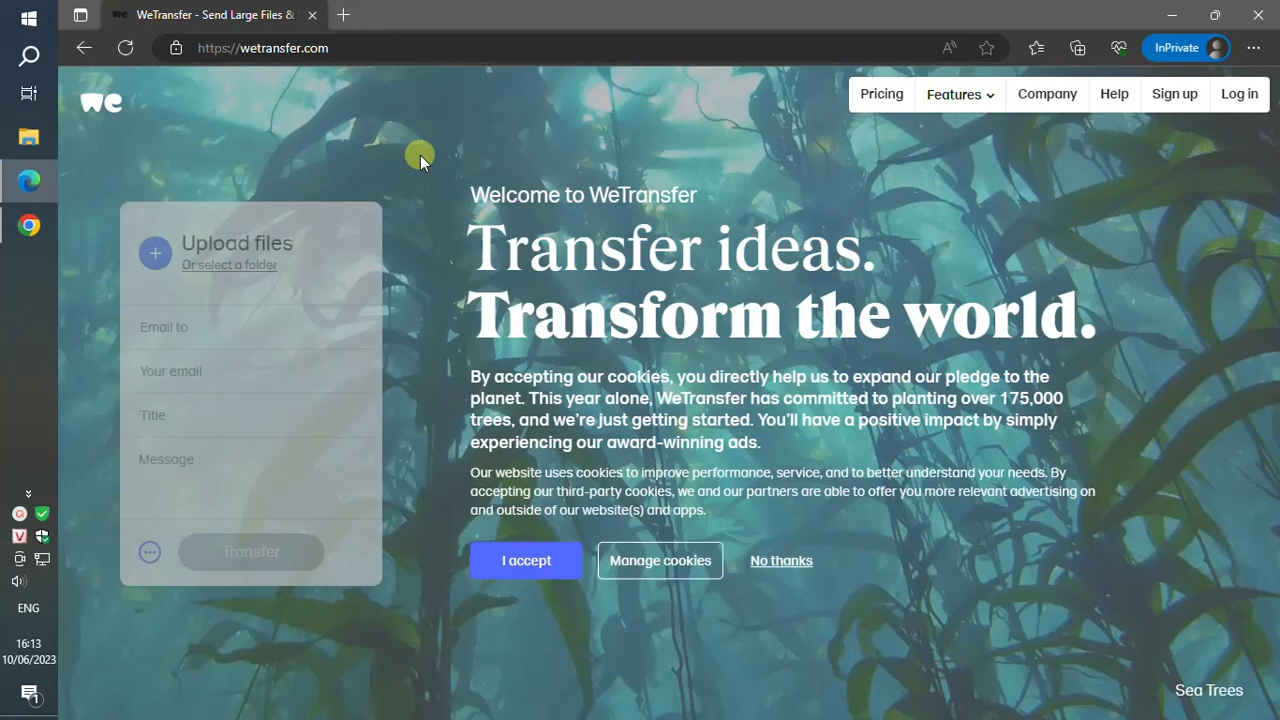 WeTransfer - Send Large Files &
https://wetransfer.com
InPrivate
we
Pricing
Features
Company
Help
Sign up
Log in
Upload files
Or select a folder
Email to
Your email
Title
Message
Transfer
Welcome to WeTransfer
Transfer ideas.
Transform the world.
By accepting our cookies, you directly help us to expand our pledge to the
planet. This year alone, WeTransfer has committed to planting over 175,000
trees, and we're just getting started. You'll have a positive impact by simply
experiencing our award-winning ads.
Our website uses cookies to improve performance, service, and to better understand your needs. By
accepting our third-party cookies, we and our partners are able to offer you more relevant advertising on
and outside of our website(s) and apps.
I accept
Manage cookies
No thanks
Sea Trees
ENG
16:13
10/06/2023
1